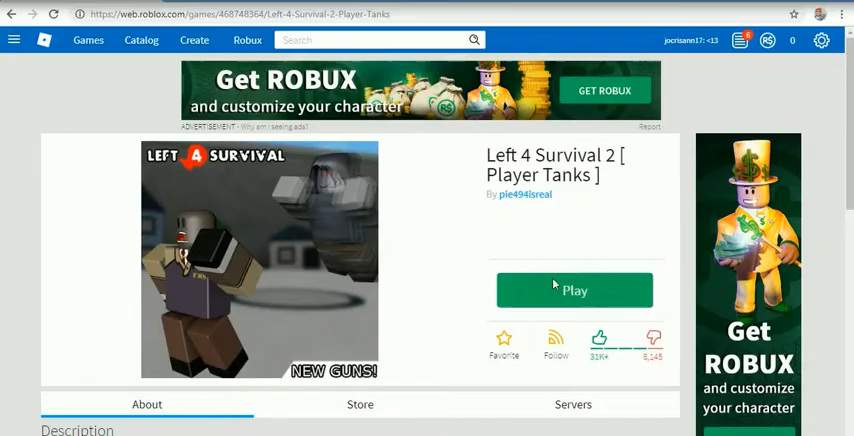 https://web.roblox.com/games/468748364/Left-4-Survival-2-Player-Tanks
Games Catalog Create Robux Search jocrisann17: <13 6 R$ 0
Get ROBUX
and customize your character
GET ROBUX
ADVERTISEMENT - Why am I seeing ads?
Report
LEFT 4 SURVIVAL
NEW GUNS!
Left 4 Survival 2 [
Player Tanks ]
By pie494isreal
Play
Favorite Follow 31K+ 8,145
Get
ROBUX
and customize
your character
About Store Servers
Description